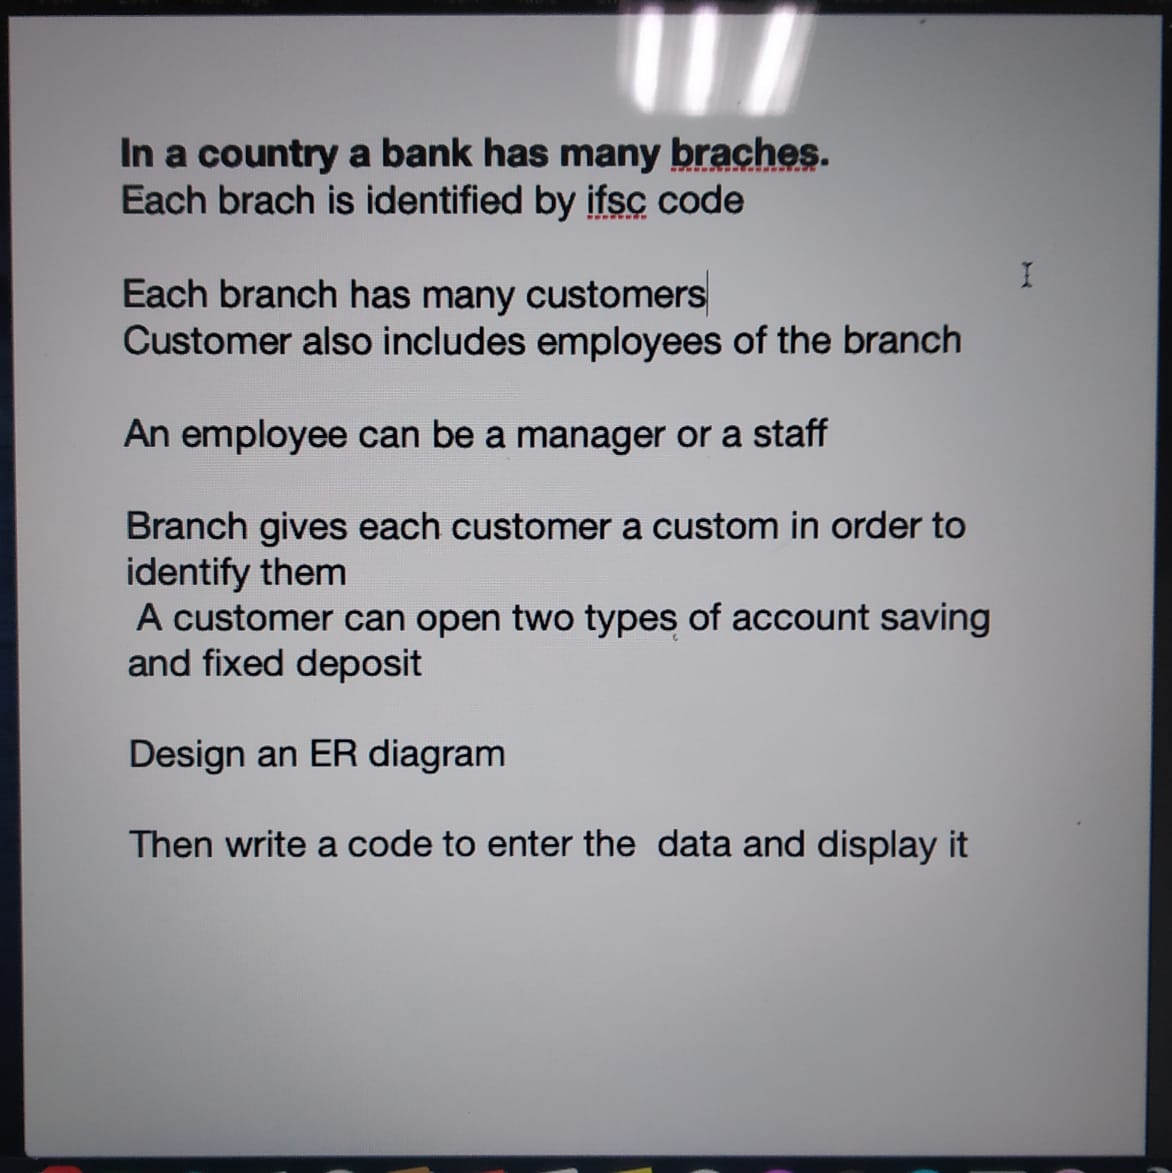 In a country a bank has many braches.
Each brach is identified by ifsc code
Each branch has many customers
Customer also includes employees of the branch
An employee can be a manager or a staff
Branch gives each customer a custom in order to
identify them
A customer can open two types of account saving
and fixed deposit
Design an ER diagram
Then write a code to enter the data and display it